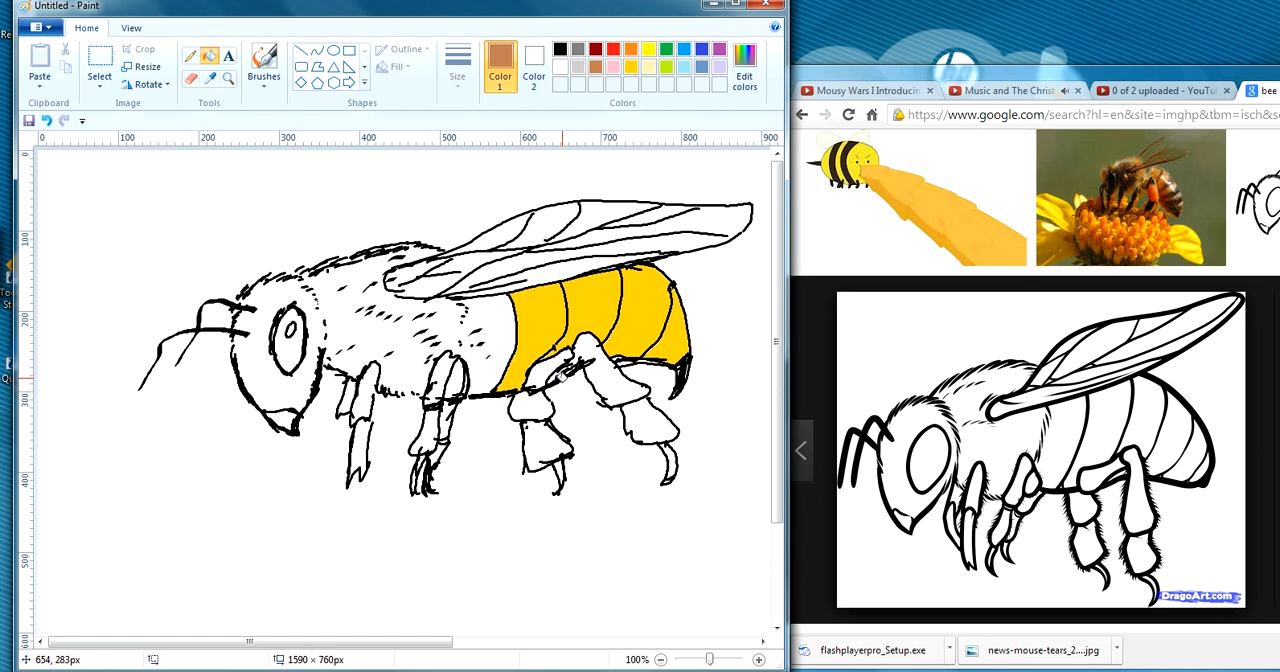 Untitled - Paint
Home View
Paste
Select
Crop
Resize
Rotate
A
Brushes
Outline
Fill
Size
Color 1
Color 2
Edit colors
Clipboard Image Tools Shapes Colors
0 100 200 300 400 500 600 700 800 900
0
100
200
300
400
500
600
654, 283px
1590 × 760px
100%
Mousy Wars I Introducin
Music and The Christ
0 of 2 uploaded - YouTu
bee
https://www.google.com/search?hl=en&site=imghp&tbm=isch&s
DragoArt.com
flashplayerpro_Setup.exe
news-mouse-tears_2....jpg